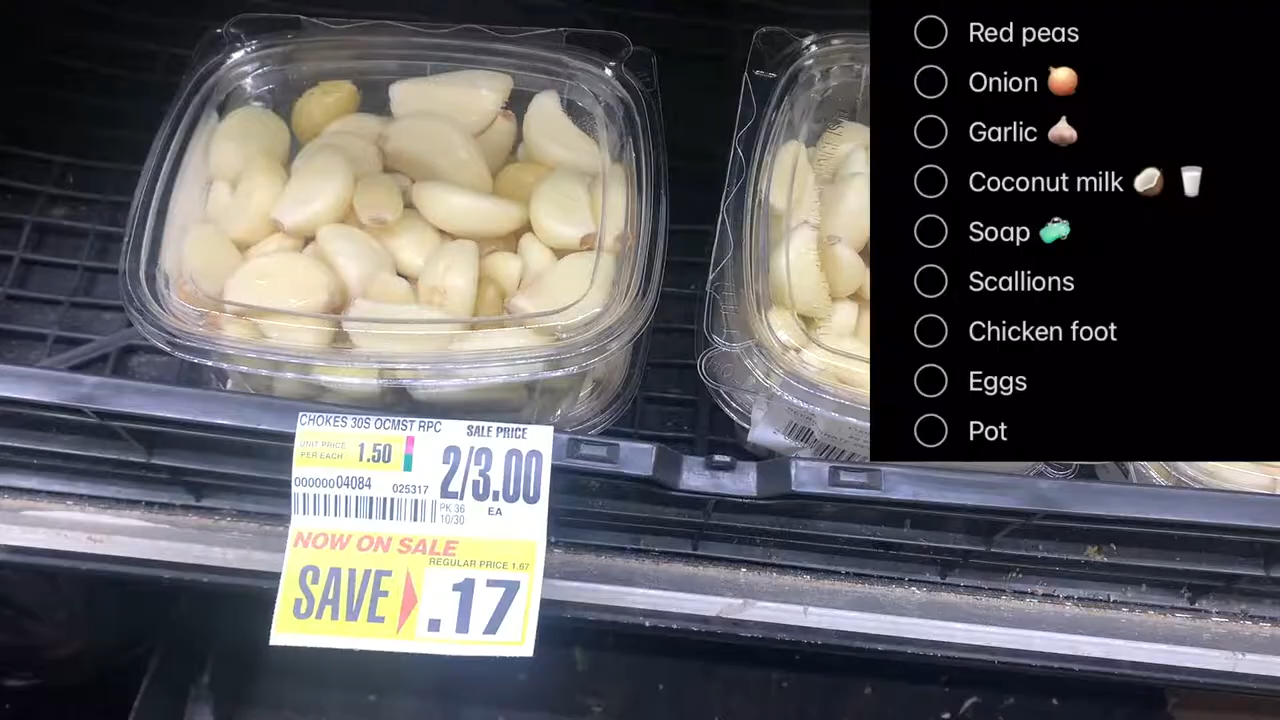 CHOKES 30S OCMST RPC
SALE PRICE
UNIT PRICE
PER EACH
1.50
2/3.00
00000004084
025317
PK 36
10/30
EA
NOW ON SALE
REGULAR PRICE 1.67
SAVE
.17
Red peas
Onion 🧅
Garlic 🧄
Coconut milk 🥥 🥛
Soap 🧼
Scallions
Chicken foot
Eggs
Pot